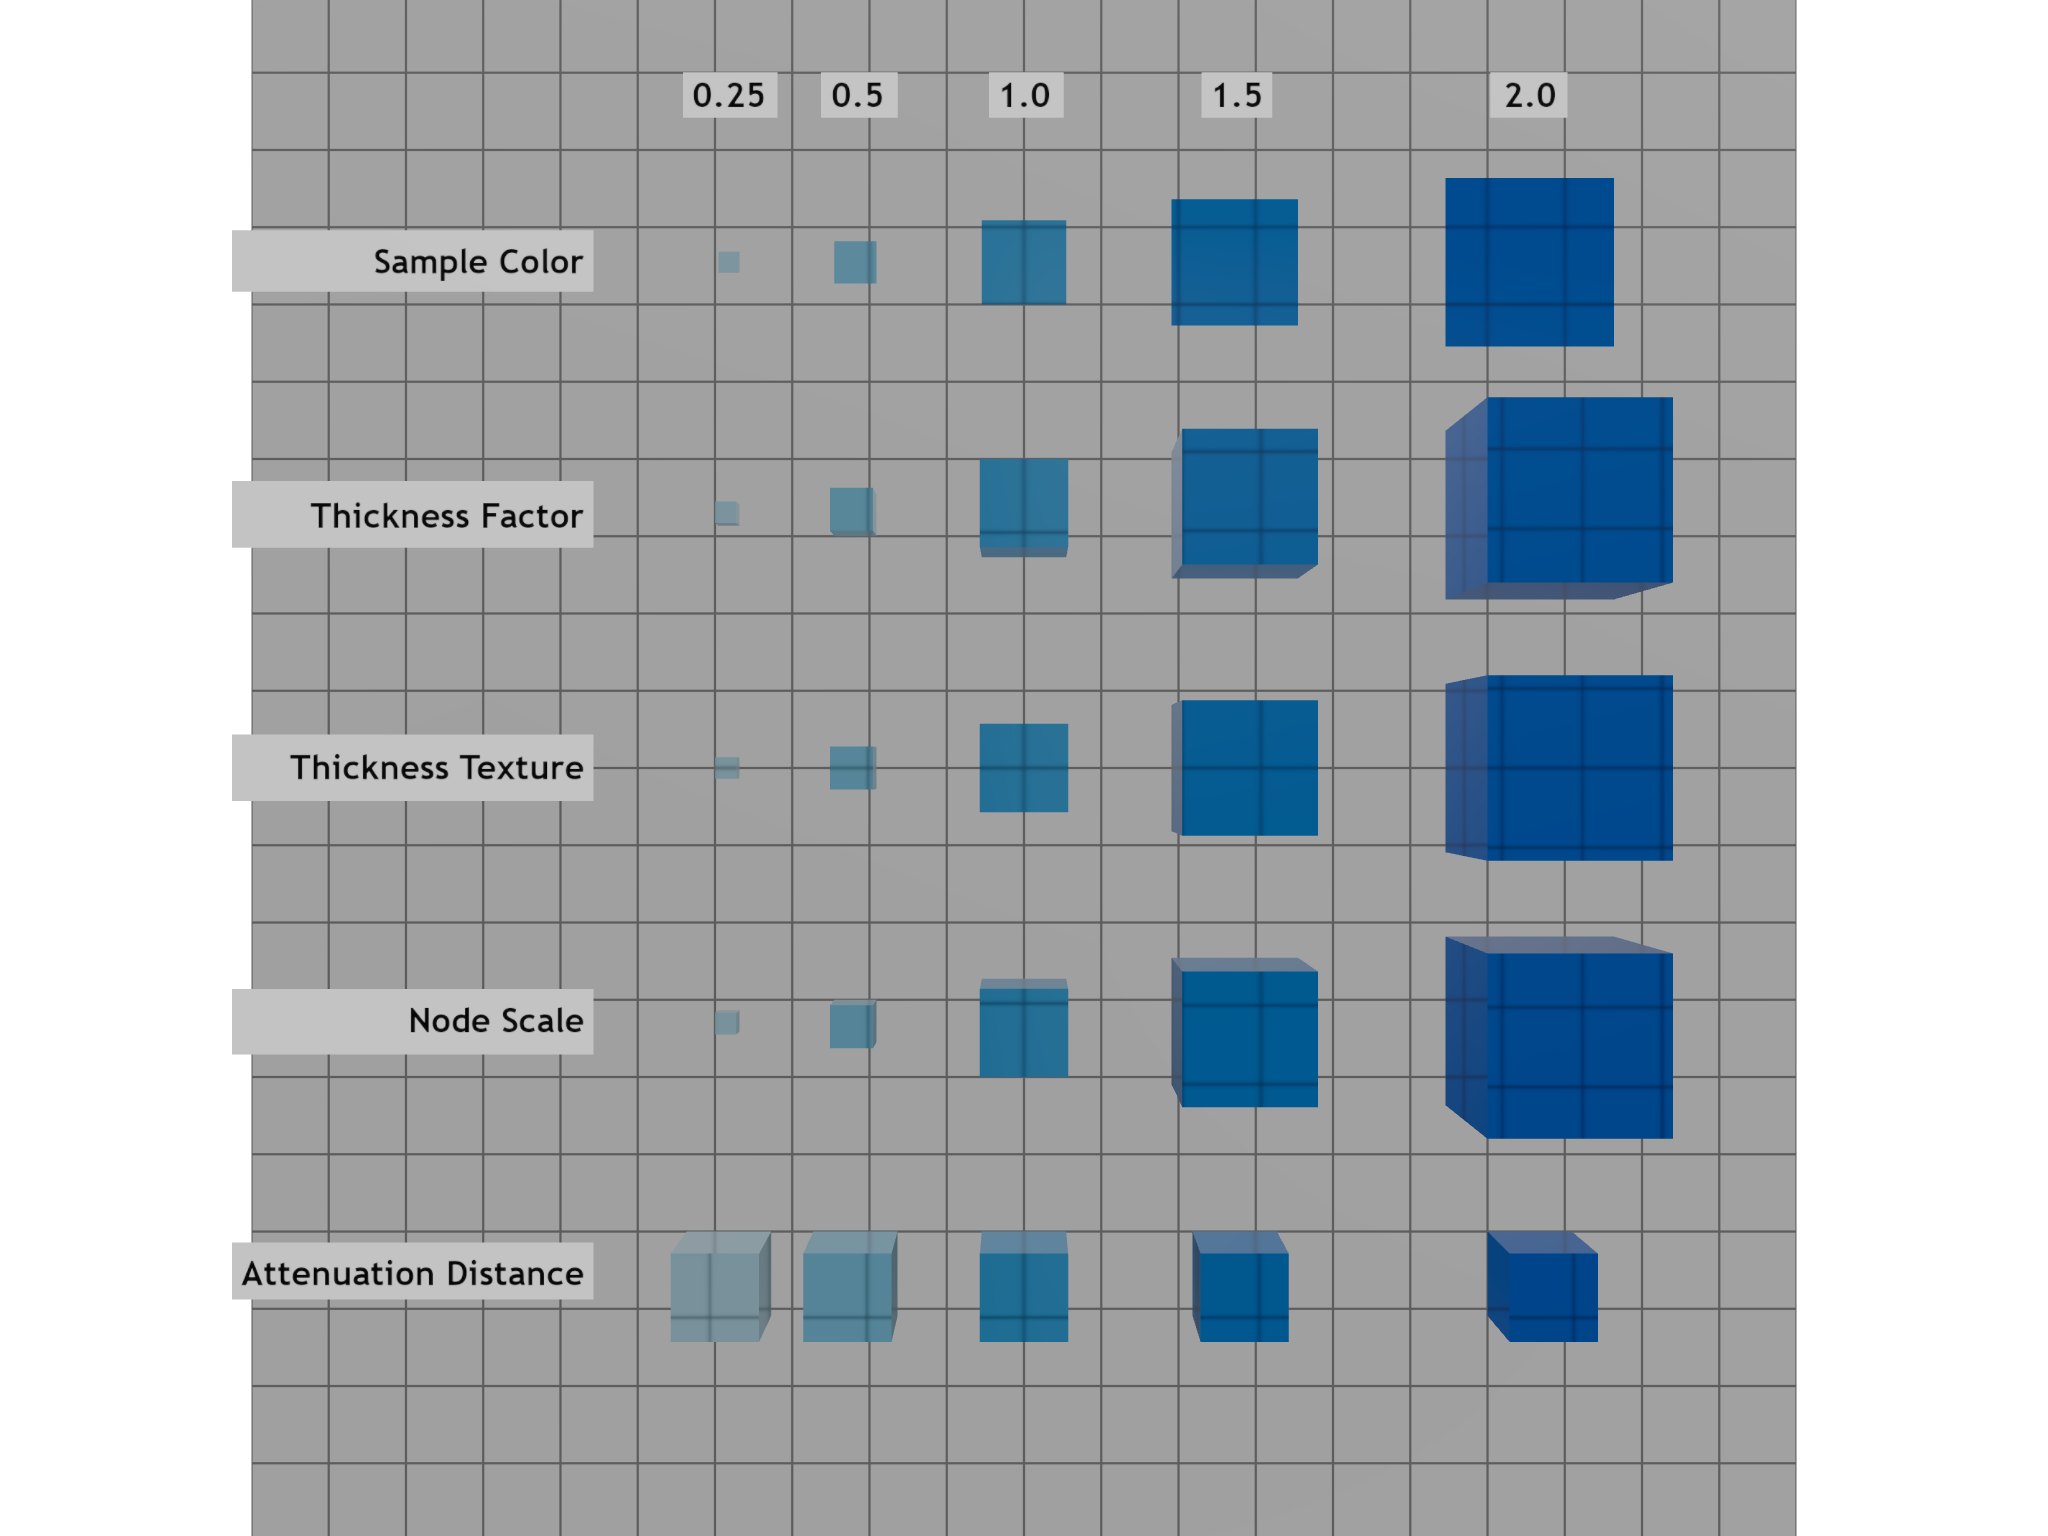 0.25 0.5 1.0 1.5 2.0
Sample Color
Thickness Factor
Thickness Texture
Node Scale
Attenuation Distance